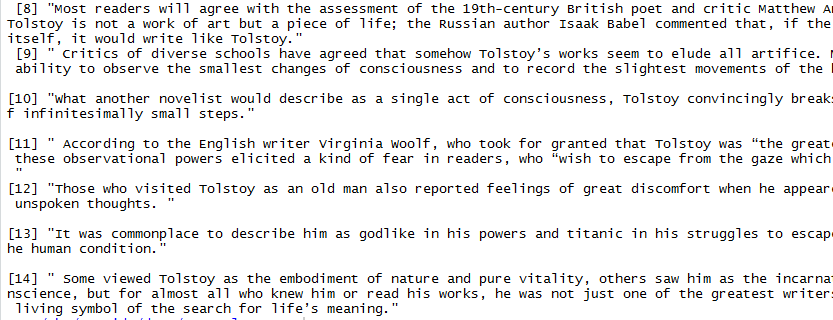 [8] "Most readers will agree with the assessment of the 19th-century British poet and critic Matthew
Tolstoy is not a work of art but a piece of life; the Russian author Isaak Babel commented that, if the
itself, it would write like Tolstoy."
[9] " Critics of diverse schools have agreed that somehow Tolstoy’s works seem to elude all artifice.
ability to observe the smallest changes of consciousness and to record the slightest movements of the
[10] "What another novelist would describe as a single act of consciousness, Tolstoy convincingly break
f infinitesimally small steps."
[11] " According to the English writer Virginia Woolf, who took for granted that Tolstoy was “the great
these observational powers elicited a kind of fear in readers, who “wish to escape from the gaze which
"
[12] "Those who visited Tolstoy as an old man also reported feelings of great discomfort when he appear
unspoken thoughts. "
[13] "It was commonplace to describe him as godlike in his powers and titanic in his struggles to escap
he human condition."
[14] " Some viewed Tolstoy as the embodiment of nature and pure vitality, others saw him as the incarna
nscience, but for almost all who knew him or read his works, he was not just one of the greatest writer
living symbol of the search for life’s meaning."